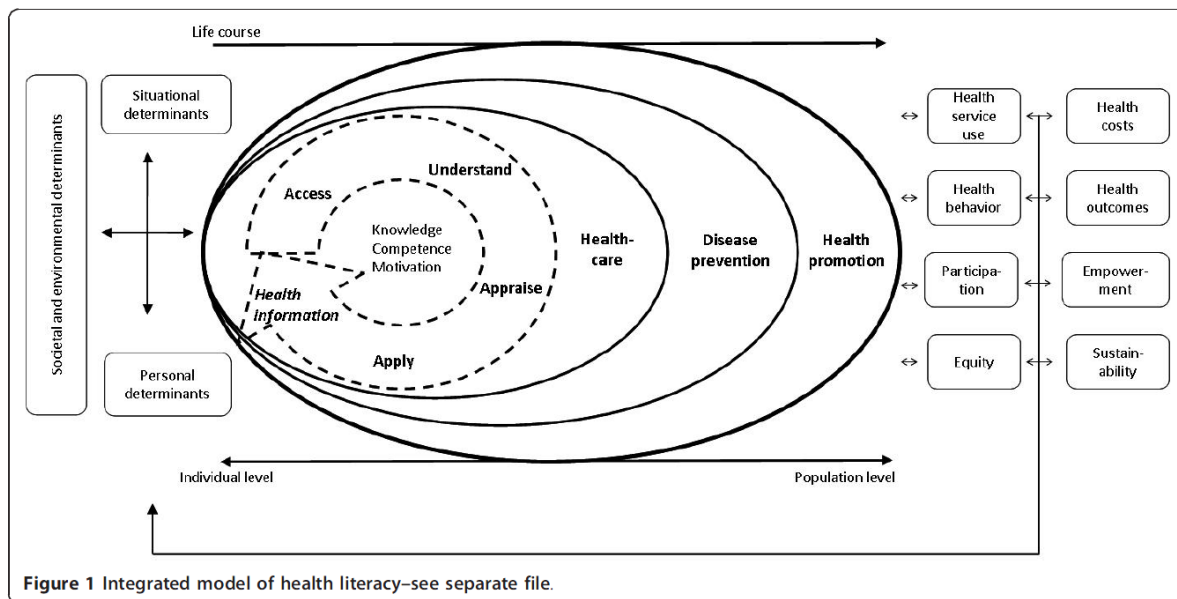 Life course
Societal and environmental determinants
Situational
determinants
Personal
determinants
Access
Understand
Knowledge
Competence
Motivation
Health
information
Appraise
Apply
Health-
care
Disease
prevention
Health
promotion
Health
service
use
Health
costs
Health
behavior
Health
outcomes
Participa-
tion
Empower-
ment
Equity
Sustain-
ability
Individual level
Population level
Figure 1 Integrated model of health literacy–see separate file.